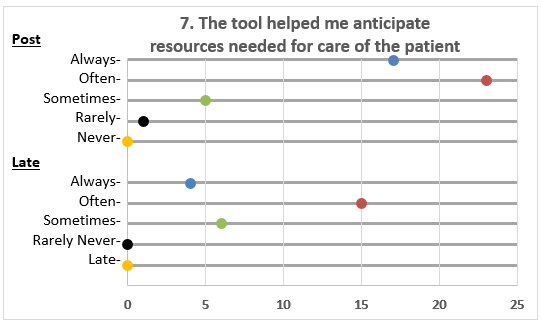 7. The tool helped me anticipate
resources needed for care of the patient
Post
Always-
Often-
Sometimes-
Rarely-
Never-
Late
Always-
Often-
Sometimes-
Rarely Never-
Late-
0 5 10 15 20 25